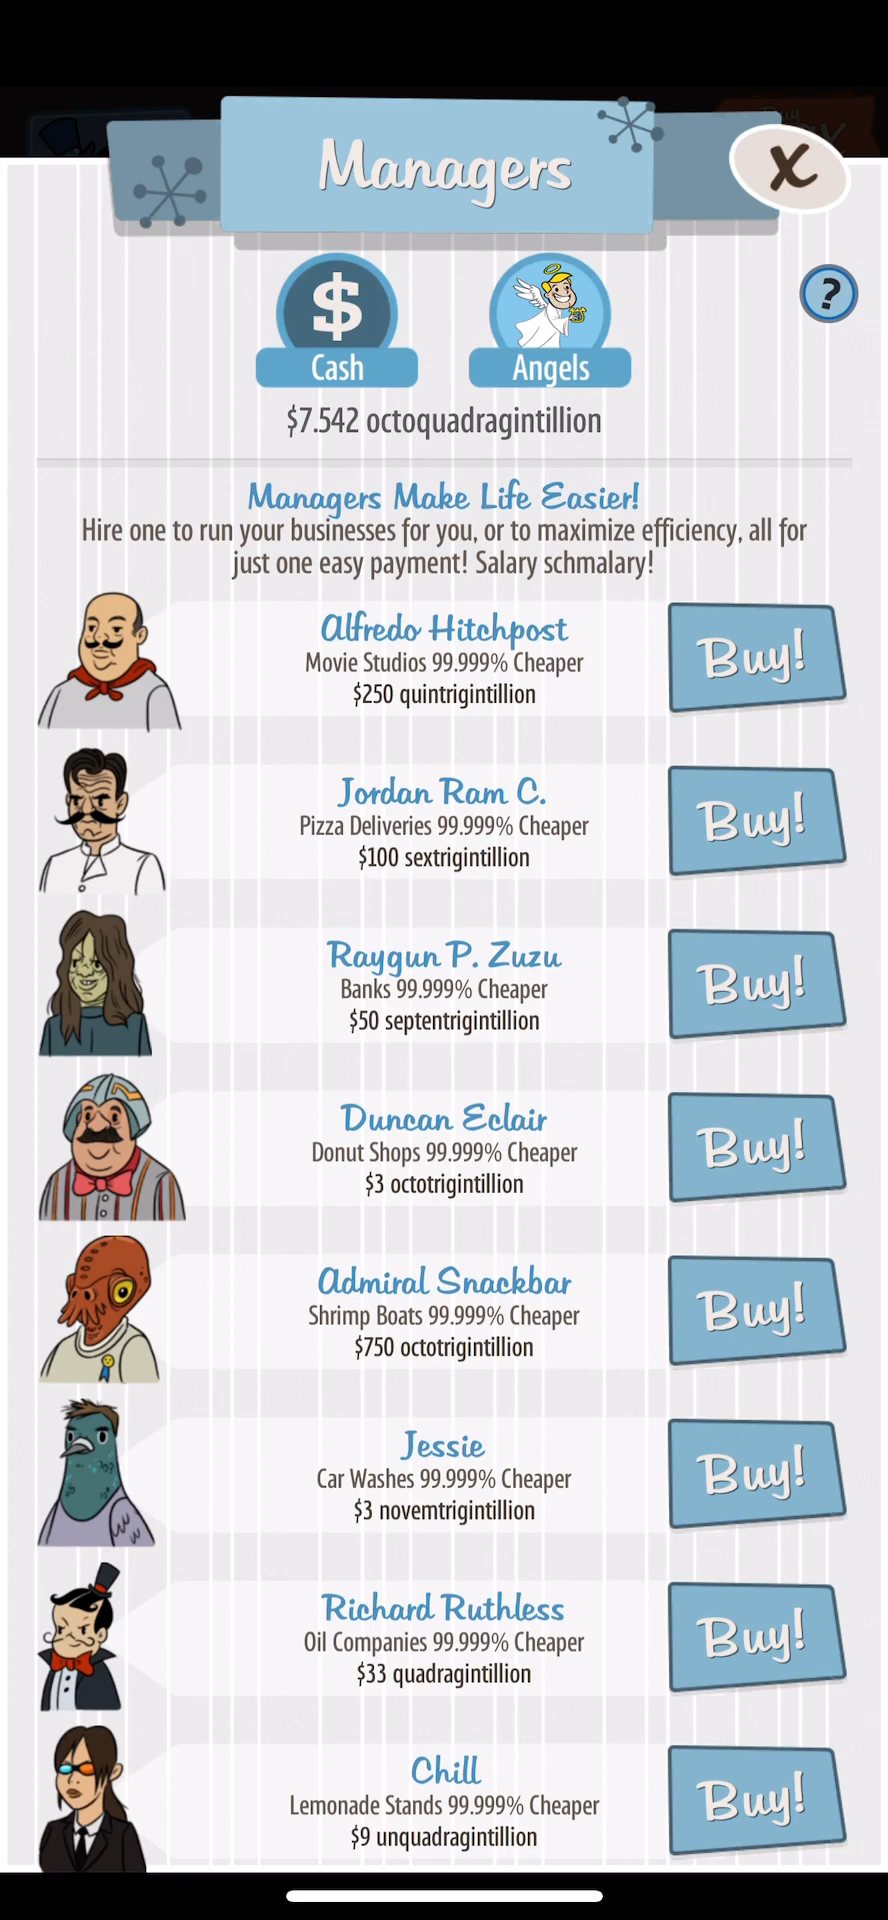 Managers
X
$
?
Cash
Angels
$7.542 octoquadragintillion
Managers Make Life Easier!
Hire one to run your businesses for you, or to maximize efficiency, all for
just one easy payment! Salary schmalary!
Alfredo Hitchpost
Movie Studios 99.999% Cheaper
$250 quintrigintillion
Buy!
Jordan Ram C.
Pizza Deliveries 99.999% Cheaper
$100 sextrigintillion
Buy!
Raygun P. Zuzu
Banks 99.999% Cheaper
$50 septentrigintillion
Buy!
Duncan Eclair
Donut Shops 99.999% Cheaper
$3 octotrigintillion
Buy!
Admiral Snackbar
Shrimp Boats 99.999% Cheaper
$750 octotrigintillion
Buy!
Jessie
Car Washes 99.999% Cheaper
$3 novemtrigintillion
Buy!
Richard Ruthless
Oil Companies 99.999% Cheaper
$33 quadragintillion
Buy!
Chill
Lemonade Stands 99.999% Cheaper
$9 unquadragintillion
Buy!